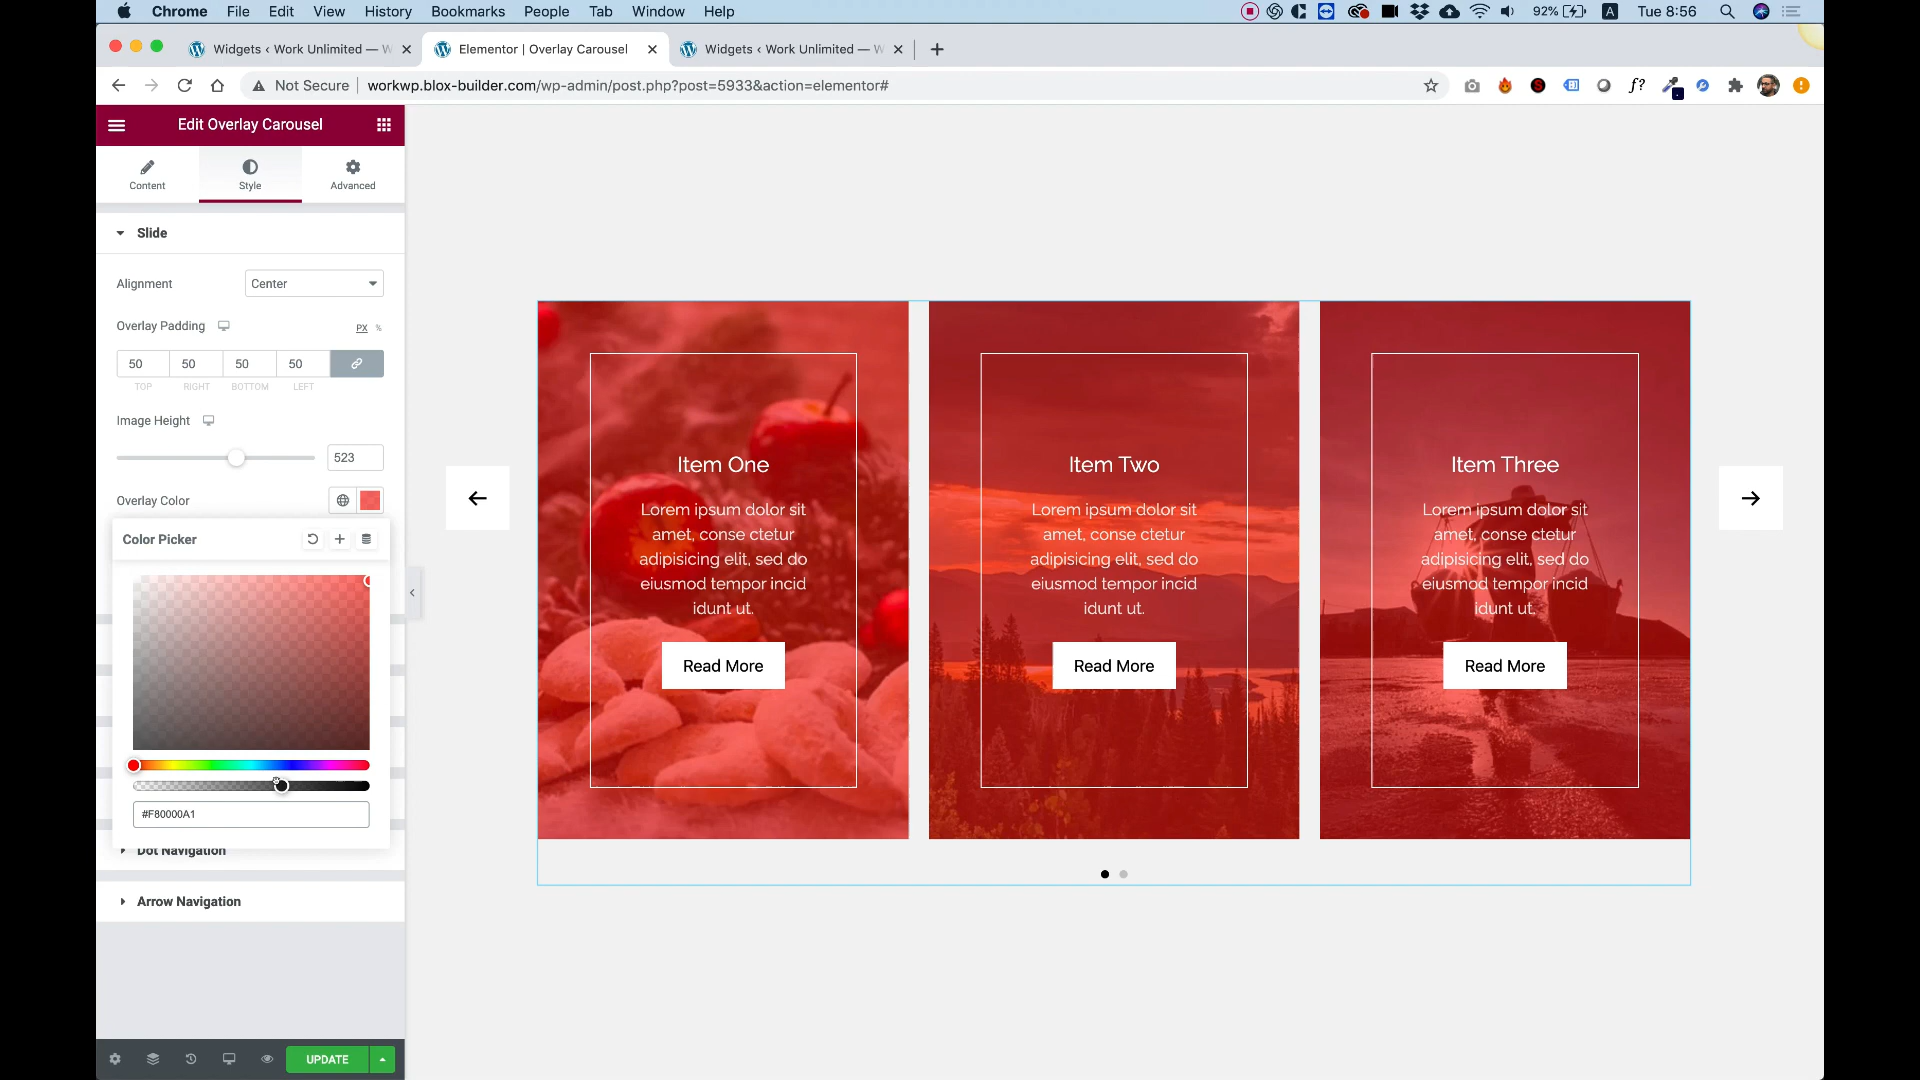 Chrome File Edit View History Bookmarks People Tab Window Help 92% A Tue 8:56
Widgets ‹ Work Unlimited — W Elementor | Overlay Carousel Widgets ‹ Work Unlimited — W
Not Secure workwp.blox-builder.com/wp-admin/post.php?post=5933&action=elementor#
Edit Overlay Carousel
Content Style Advanced
Slide
Alignment Center
Overlay Padding PX %
50 50 50 50
TOP RIGHT BOTTOM LEFT
Image Height
523
Overlay Color
Color Picker
#F80000A1
Dot Navigation
Arrow Navigation
UPDATE
Item One
Lorem ipsum dolor sit
amet, conse ctetur
adipisicing elit, sed do
eiusmod tempor incid
idunt ut.
Read More
Item Two
Lorem ipsum dolor sit
amet, conse ctetur
adipisicing elit, sed do
eiusmod tempor incid
idunt ut.
Read More
Item Three
Lorem ipsum dolor sit
amet, conse ctetur
adipisicing elit, sed do
eiusmod tempor incid
idunt ut.
Read More